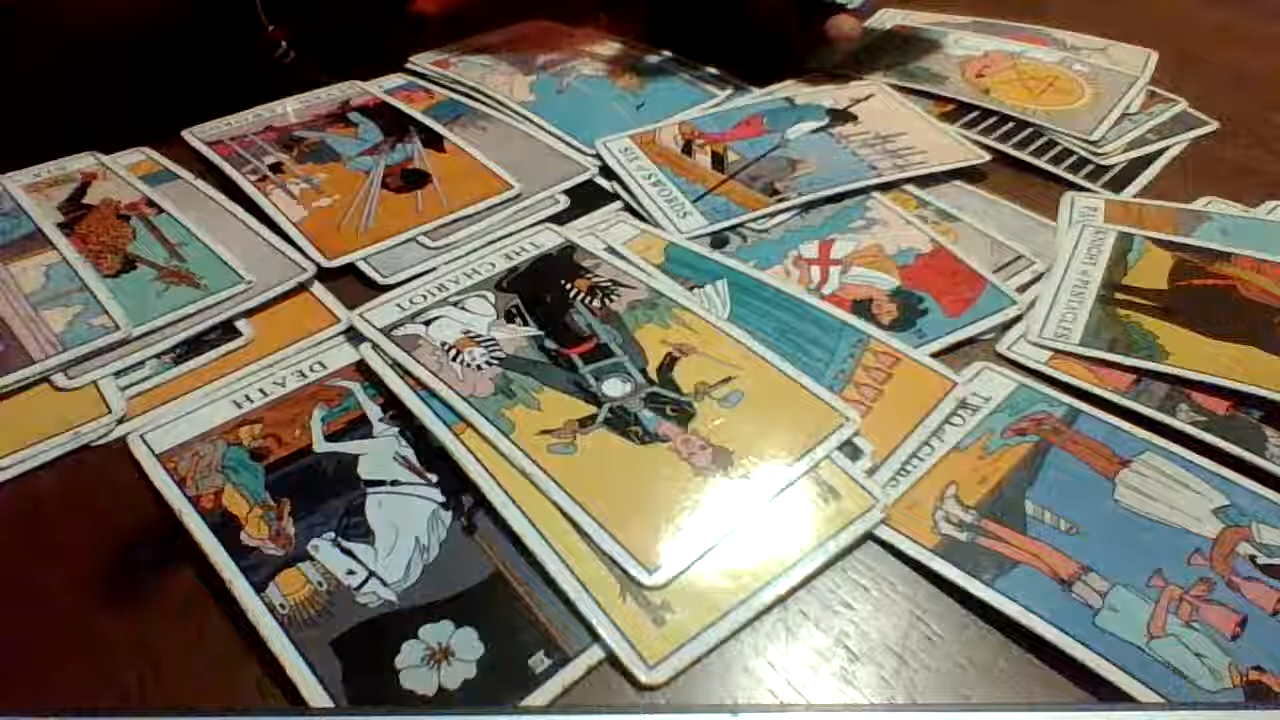 SIX of SWORDS
THE CHARIOT
KNIGHT of PENTACLES
DEATH
TWO of CUPS